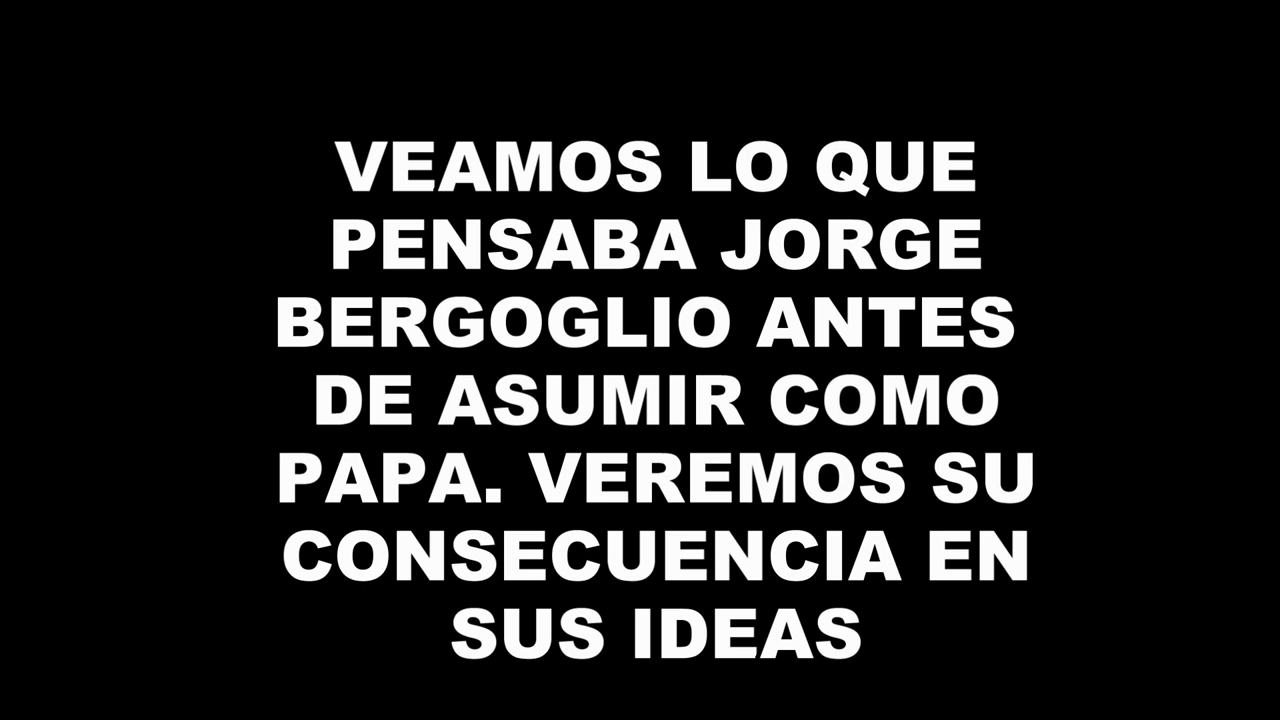 VEAMOS LO QUE
PENSABA JORGE
BERGOGLIO ANTES
DE ASUMIR COMO
PAPA. VEREMOS SU
CONSECUENCIA EN
SUS IDEAS